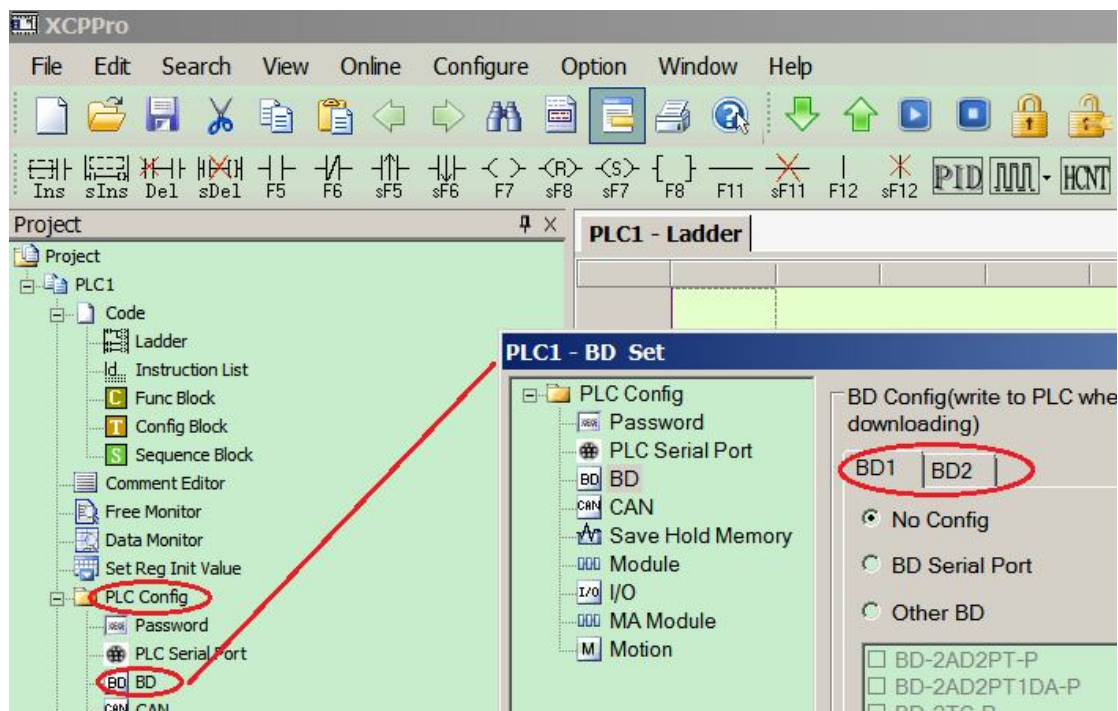 XCPPro
File Edit Search View Online Configure Option Window Help
Ins sIns Del sDel F5 F6 sF5 sF6 F7 sF8 sF7 F8 F11 sF11 F12 sF12 PID HCNT
Project
PLC1 - Ladder
Project
PLC1
Code
Ladder
Instruction List
Func Block
Config Block
Sequence Block
Comment Editor
Free Monitor
Data Monitor
Set Reg Init Value
PLC Config
Password
PLC Serial Port
BD BD
CAN CAN
PLC1 - BD Set
PLC Config
Password
PLC Serial Port
BD BD
CAN CAN
Save Hold Memory
Module
I/O I/O
MA Module
M Motion
BD Config(write to PLC whe
downloading)
BD1 BD2
No Config
BD Serial Port
Other BD
BD-2AD2PT-P
BD-2AD2PT1DA-P